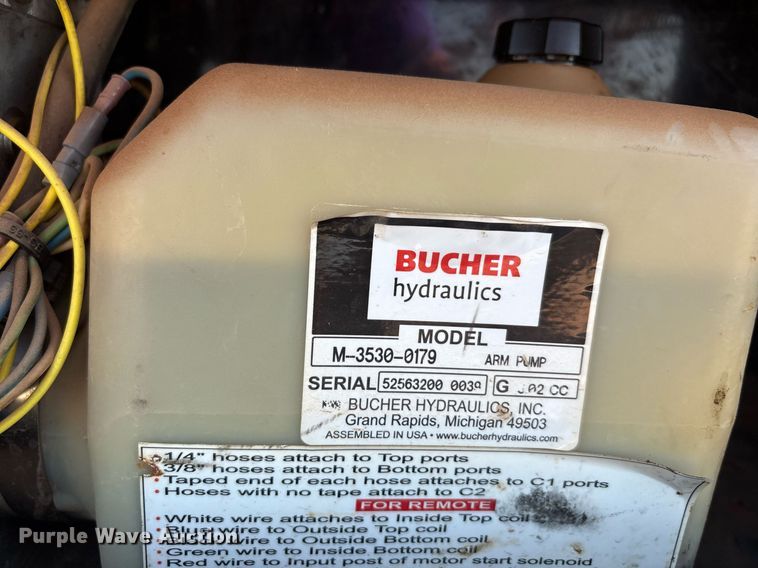 BUCHER
hydraulics
MODEL
M-3530-0179 ARM PUMP
SERIAL 52563200 G CC
BUCHER HYDRAULICS, INC.
Grand Rapids, Michigan 49503
ASSEMBLED IN USA • www.bucherhydraulics.com
1/4" hoses attach to Top ports
3/8" hoses attach to Bottom ports
• Taped end of each hose attaches to C1 ports
• Hoses with no tape attach to C2
FOR REMOTE
• White wire attaches to Inside Top coil
wire to Outside Top coil
wire to Outside Bottom coil
• Green wire to Inside Bottom coil
• Red wire to Input post of motor start solenoid
Purple Wave Auction